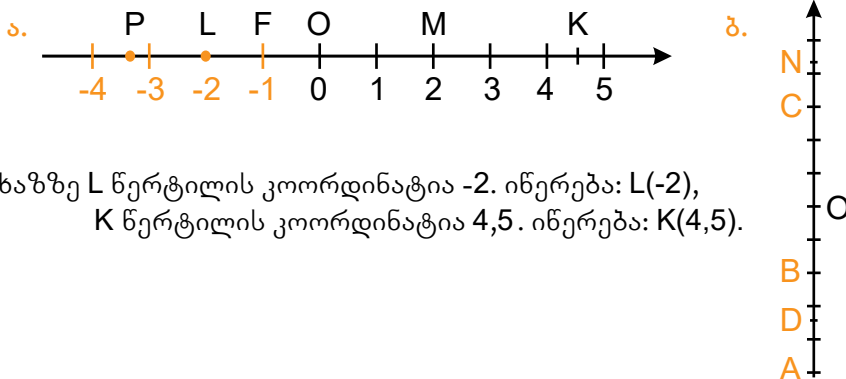 ა.
P L F O M K
-4 -3 -2 -1 0 1 2 3 4 5
ხაზზე L წერტილის კოორდინატია -2. იწერება: L(-2),
K წერტილის კოორდინატია 4,5. იწერება: K(4,5).
ბ.
N
C
O
B
D
A